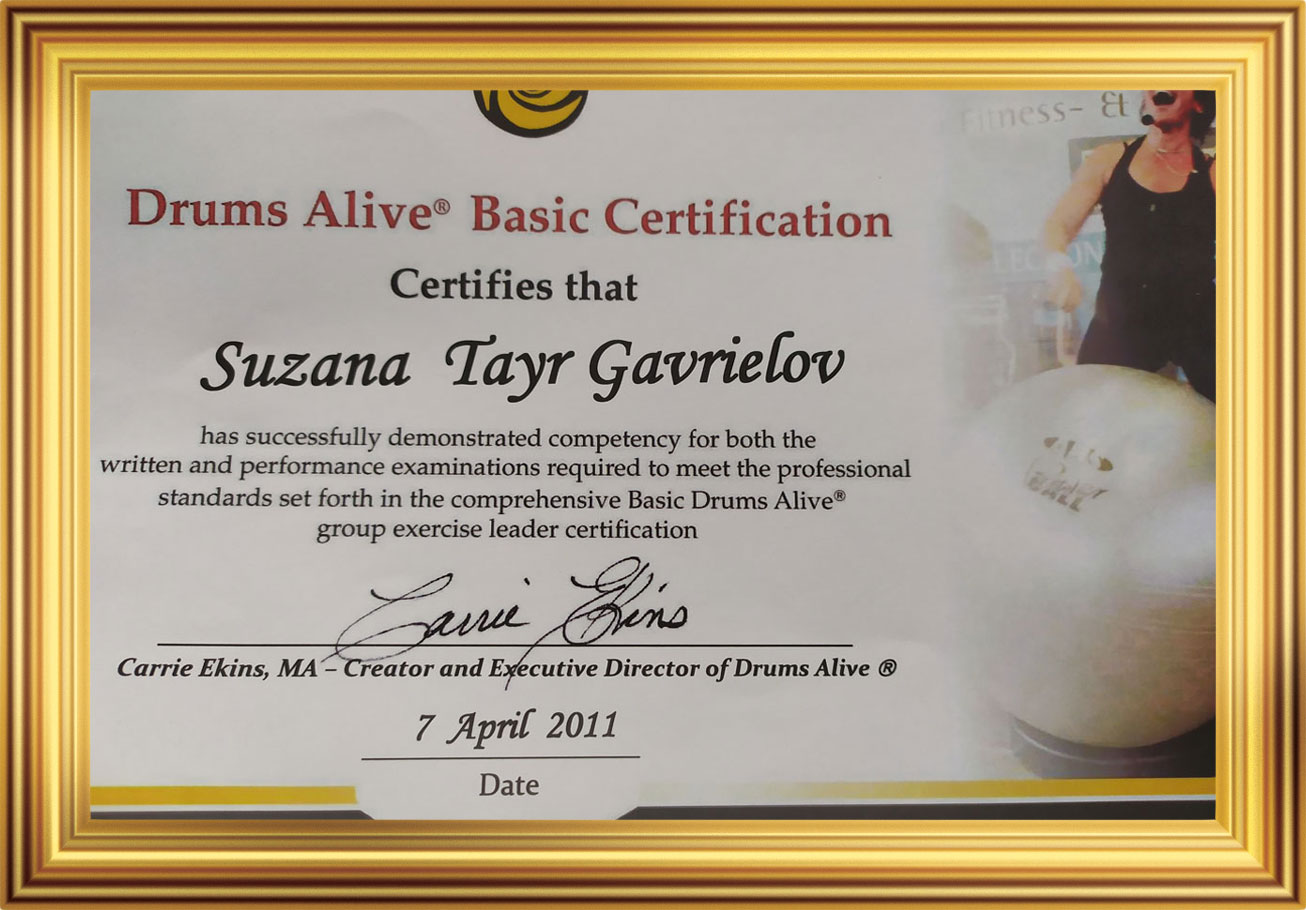 Fitness- &
Drums Alive® Basic Certification
Certifies that
Suzana Tayr Gavrielov
has successfully demonstrated competency for both the
written and performance examinations required to meet the professional
standards set forth in the comprehensive Basic Drums Alive®
group exercise leader certification
Carrie Ekins
Carrie Ekins, MA – Creator and Executive Director of Drums Alive ®
7 April 2011
Date